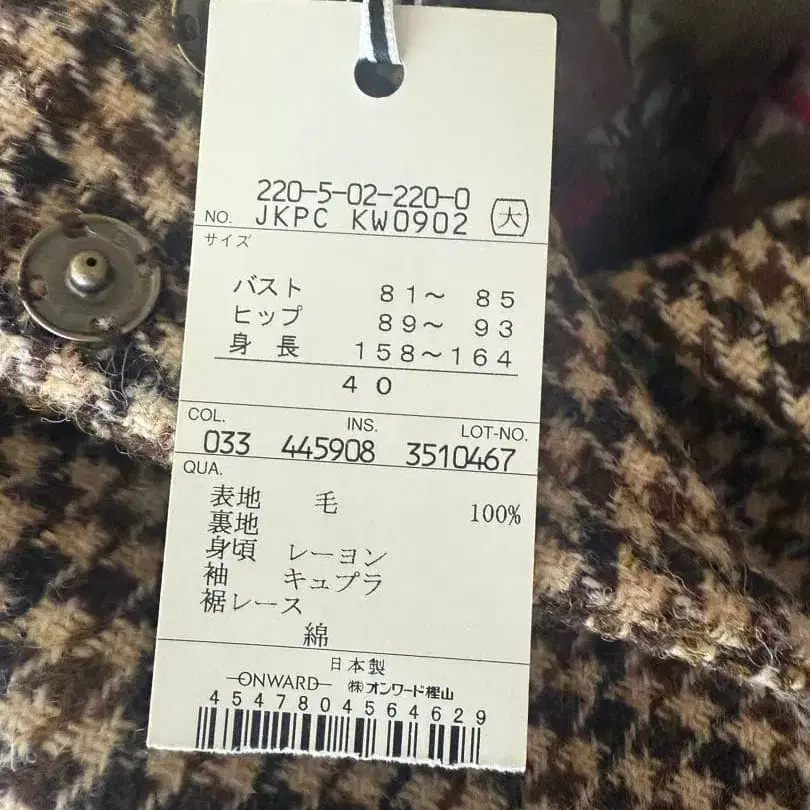 220-5-02-220-0
NO. JKPC KW0902 大
サイズ
バスト 81～ 85
ヒップ 89～ 93
身長 158～164
40
COL. INS. LOT-NO.
033 445908 3510467
QUA.
表地 毛 100%
裏地
身頃 レーヨン
袖 キュプラ
裾レース
綿
日本製
ONWARD ㈱オンワード樫山
4547804564629